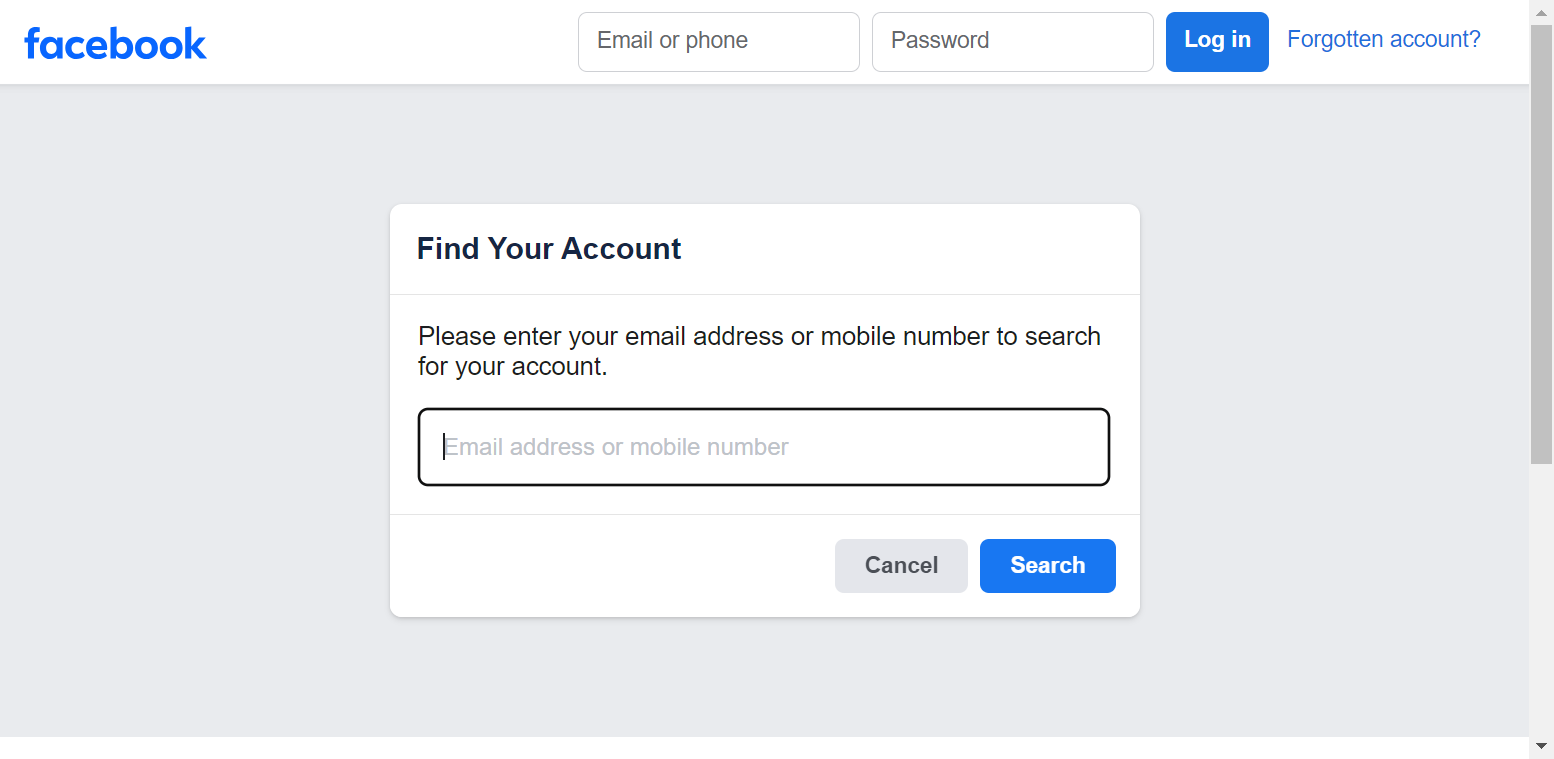 facebook
Email or phone
Password
Log in
Forgotten account?
Find Your Account
Please enter your email address or mobile number to search
for your account.
Email address or mobile number
Cancel
Search